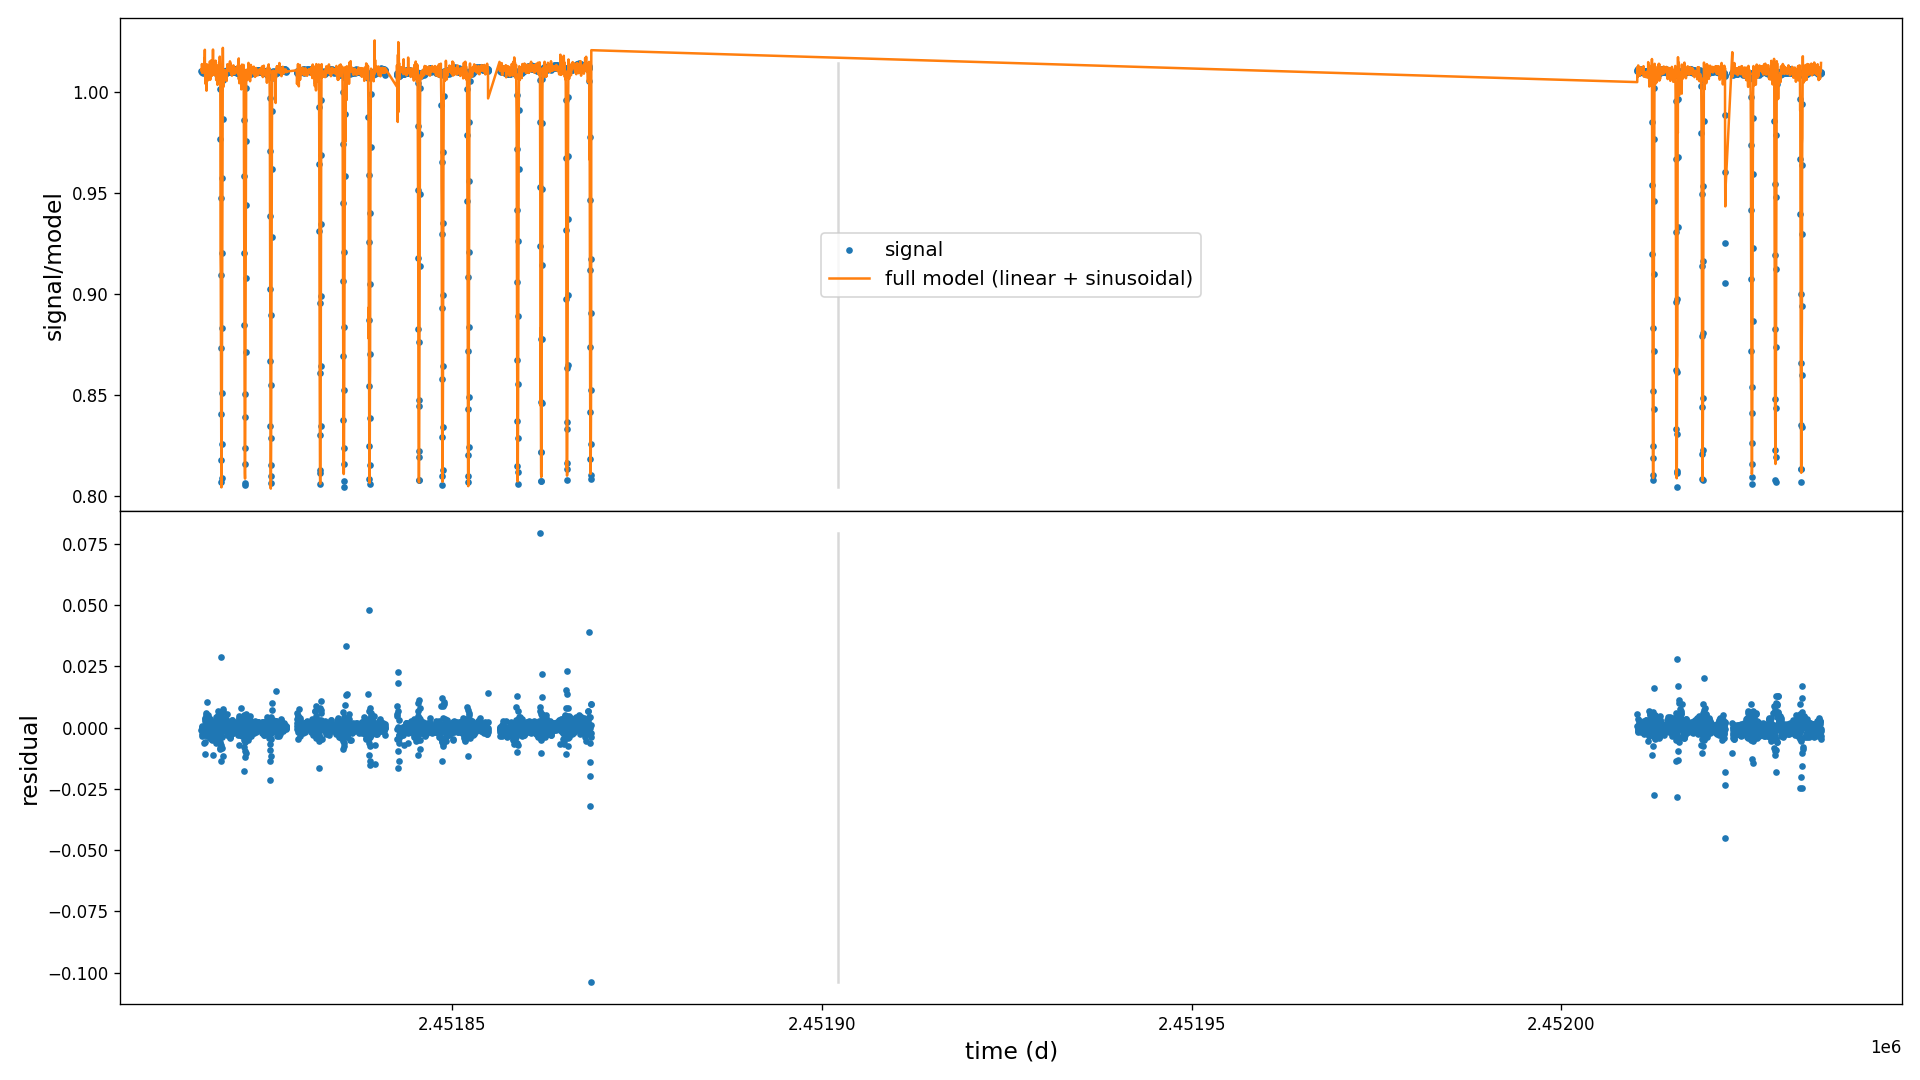 1.00
0.95
0.90
0.85
0.80
signal/model
signal
full model (linear + sinusoidal)
0.075
0.050
0.025
0.000
−0.025
−0.050
−0.075
−0.100
residual
2.45185
2.45190
2.45195
2.45200
time (d)
1e6